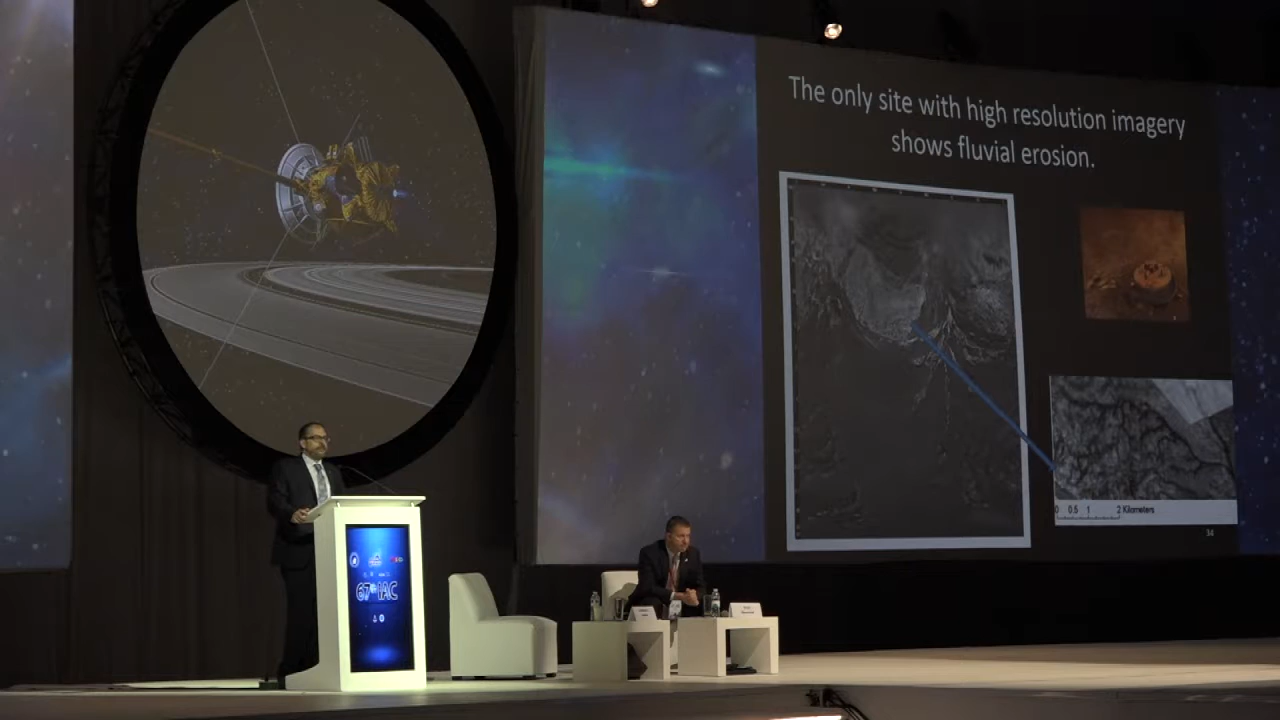 The only site with high resolution imagery
shows fluvial erosion.
0 0.5 1 2 Kilometers
34
67th IAC